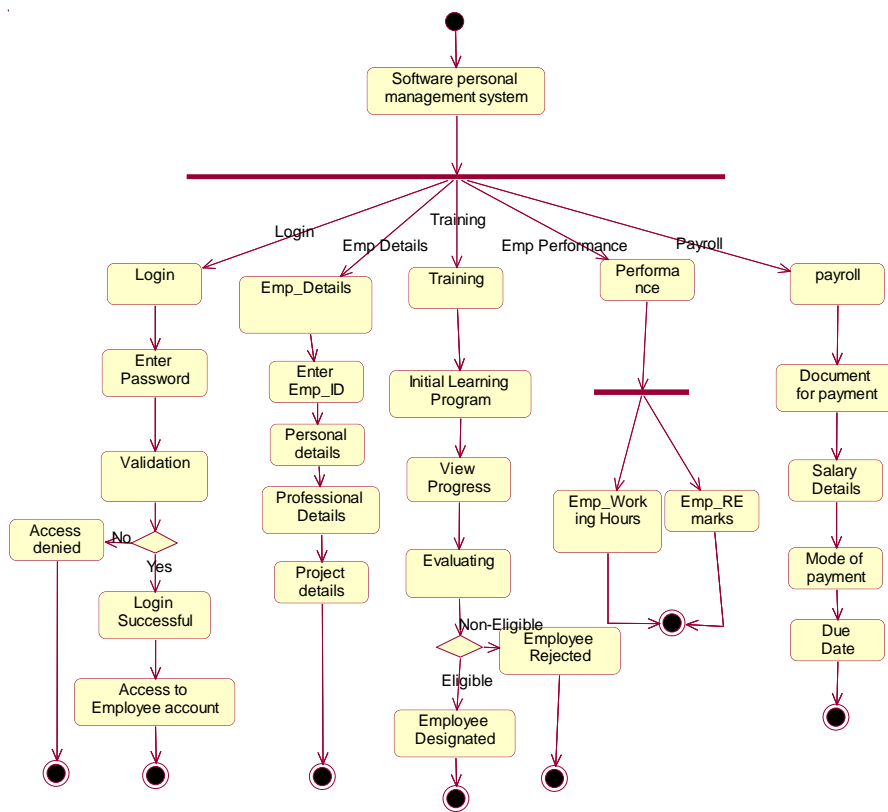 Software personal
management system
Login
Emp Details
Training
Emp Performance
Payroll
Login
Enter
Password
Validation
No
Access
denied
Yes
Login
Successful
Access to
Employee account
Emp_Details
Enter
Emp_ID
Personal
details
Professional
Details
Project
details
Training
Initial Learning
Program
View
Progress
Evaluating
Non-Eligible
Employee
Rejected
Eligible
Employee
Designated
Performa
nce
Emp_Work
ing Hours
Emp_RE
marks
payroll
Document
for payment
Salary
Details
Mode of
payment
Due
Date